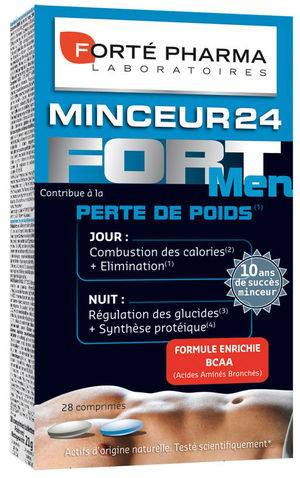 FORTÉ PHARMA
LABORATOIRES
MINCEUR 24
FORT
Men
Contribue à la
PERTE DE POIDS(1)
JOUR :
Combustion des calories(2)
+ Elimination(1)
10 ans
de succès
minceur
NUIT :
Régulation des glucides(3)
+ Synthèse protéique(4)
FORMULE ENRICHIE
BCAA
(Acides Aminés Branchés)
28 comprimés
Actifs d'origine naturelle. Testé scientifiquement*.